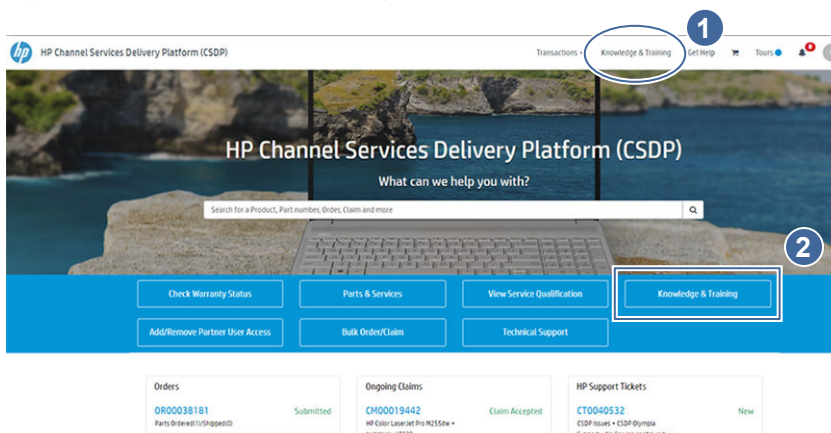 1
hp HP Channel Services Delivery Platform (CSDP) Transactions Knowledge & Training Get Help Tours
HP Channel Services Delivery Platform (CSDP)
What can we help you with?
Search for a Product, Part number, Order, Claim and more
2
Check Warranty Status Parts & Services View Service Qualification Knowledge & Training
Add/Remove Partner User Access Bulk Order/Claim Technical Support
Orders Ongoing Claims HP Support Tickets
OR00038181 Submitted CM00019442 Claim Accepted CT0040532 New
Parts Ordered(1)/Shipped(0) HP Color LaserJet Pro M255dw • CSDP Issues • CSDP Olympia